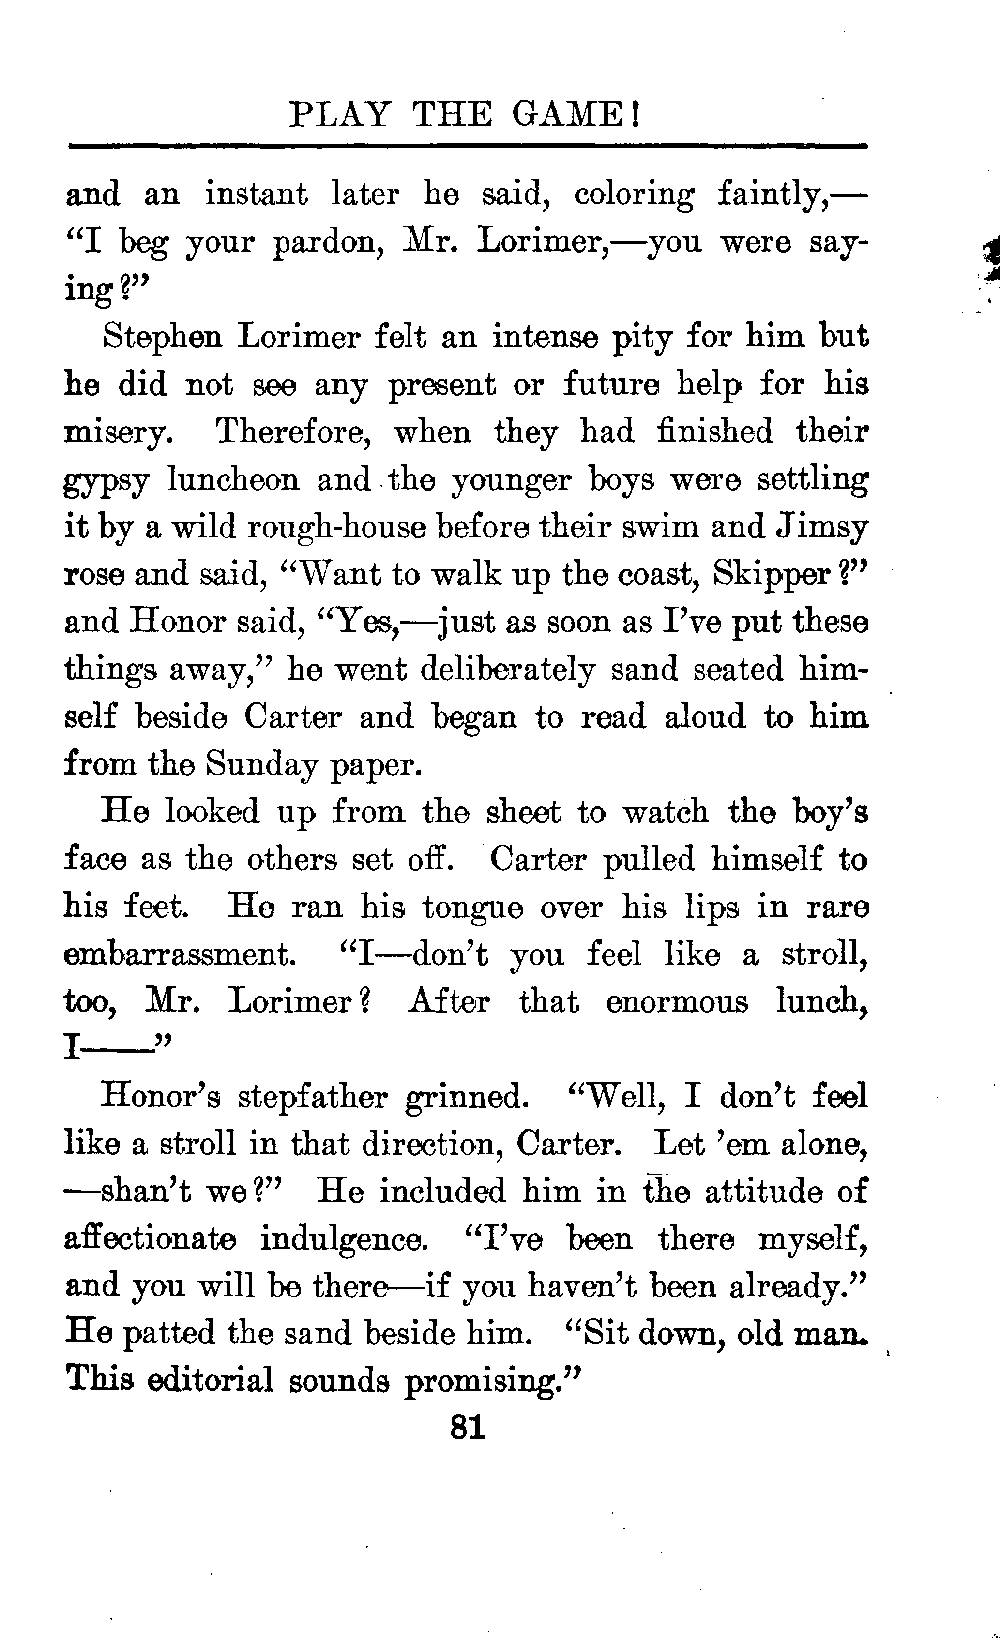 PLAY THE GAME!
and an instant later he said, coloring faintly,—
“I beg your pardon, Mr. Lorimer,—you were say-
ing?”
Stephen Lorimer felt an intense pity for him but
he did not see any present or future help for his
misery. Therefore, when they had finished their
gypsy luncheon and the younger boys were settling
it by a wild rough-house before their swim and Jimsy
rose and said, “Want to walk up the coast, Skipper?”
and Honor said, “Yes,—just as soon as I’ve put these
things away,” he went deliberately sand seated him-
self beside Carter and began to read aloud to him
from the Sunday paper.
He looked up from the sheet to watch the boy’s
face as the others set off. Carter pulled himself to
his feet. He ran his tongue over his lips in rare
embarrassment. “I—don’t you feel like a stroll,
too, Mr. Lorimer? After that enormous lunch,
I——”
Honor’s stepfather grinned. “Well, I don’t feel
like a stroll in that direction, Carter. Let ’em alone,
—shan’t we?” He included him in the attitude of
affectionate indulgence. “I’ve been there myself,
and you will be there—if you haven’t been already.”
He patted the sand beside him. “Sit down, old man.
This editorial sounds promising.”
81